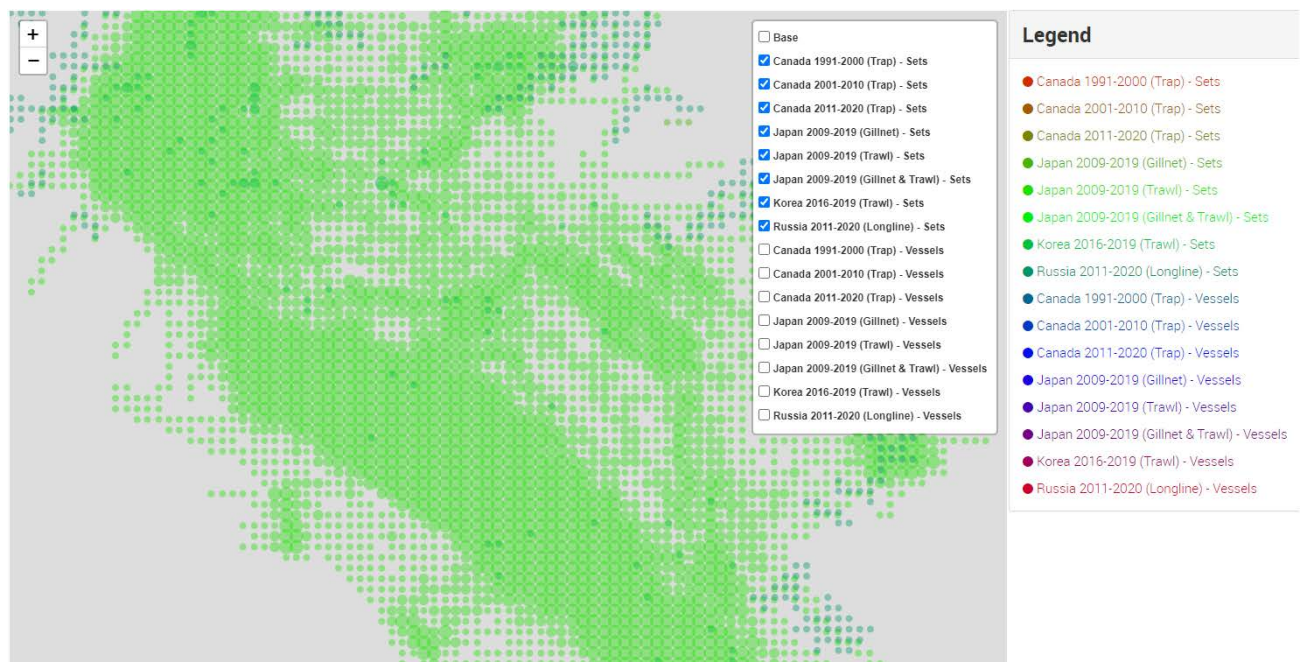 +
−
Base
Canada 1991-2000 (Trap) - Sets
Canada 2001-2010 (Trap) - Sets
Canada 2011-2020 (Trap) - Sets
Japan 2009-2019 (Gillnet) - Sets
Japan 2009-2019 (Trawl) - Sets
Japan 2009-2019 (Gillnet & Trawl) - Sets
Korea 2016-2019 (Trawl) - Sets
Russia 2011-2020 (Longline) - Sets
Canada 1991-2000 (Trap) - Vessels
Canada 2001-2010 (Trap) - Vessels
Canada 2011-2020 (Trap) - Vessels
Japan 2009-2019 (Gillnet) - Vessels
Japan 2009-2019 (Trawl) - Vessels
Japan 2009-2019 (Gillnet & Trawl) - Vessels
Korea 2016-2019 (Trawl) - Vessels
Russia 2011-2020 (Longline) - Vessels
Legend
Canada 1991-2000 (Trap) - Sets
Canada 2001-2010 (Trap) - Sets
Canada 2011-2020 (Trap) - Sets
Japan 2009-2019 (Gillnet) - Sets
Japan 2009-2019 (Trawl) - Sets
Japan 2009-2019 (Gillnet & Trawl) - Sets
Korea 2016-2019 (Trawl) - Sets
Russia 2011-2020 (Longline) - Sets
Canada 1991-2000 (Trap) - Vessels
Canada 2001-2010 (Trap) - Vessels
Canada 2011-2020 (Trap) - Vessels
Japan 2009-2019 (Gillnet) - Vessels
Japan 2009-2019 (Trawl) - Vessels
Japan 2009-2019 (Gillnet & Trawl) - Vessels
Korea 2016-2019 (Trawl) - Vessels
Russia 2011-2020 (Longline) - Vessels